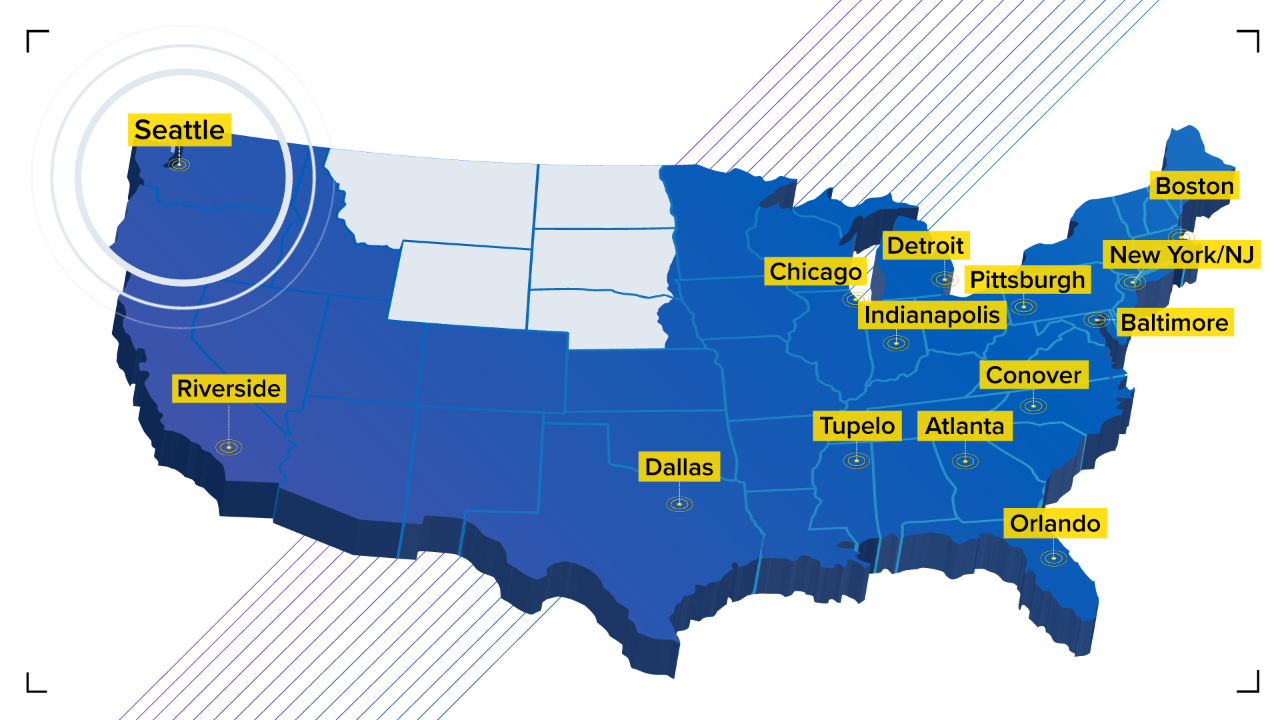 Seattle
Boston
Detroit
New York/NJ
Chicago
Pittsburgh
Indianapolis
Baltimore
Conover
Riverside
Tupelo
Atlanta
Dallas
Orlando